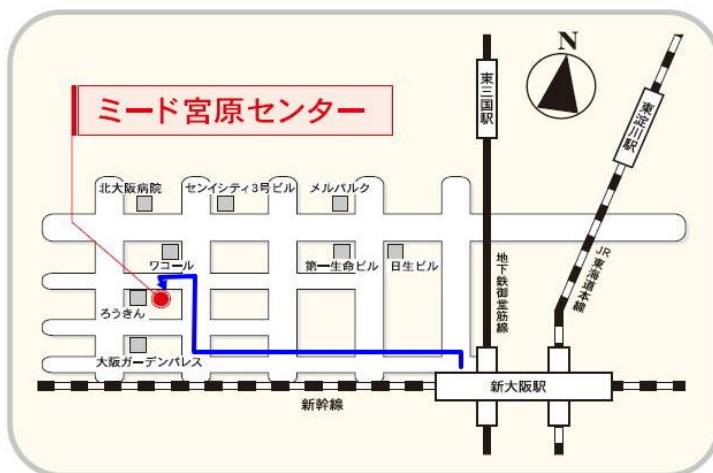 N
ミード宮原センター
東三国駅
東淀川駅
北大阪病院
センイシティ3号ビル
メルパルク
ワコール
第一生命ビル
日生ビル
地下鉄御堂筋線
JR東海道本線
ろうきん
大阪ガーデンパレス
新大阪駅
新幹線